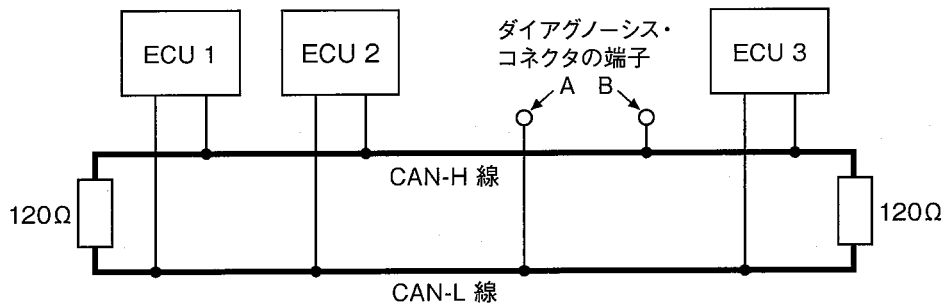 ECU 1
ECU 2
ダイアグノーシス・
コネクタの端子
A B
ECU 3
CAN-H 線
120Ω
120Ω
CAN-L 線